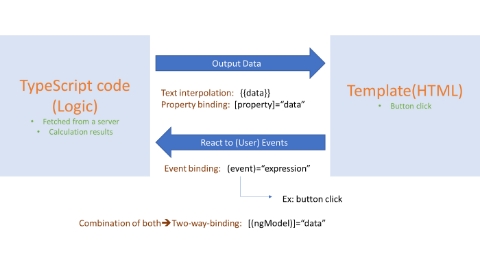 Output Data
TypeScript code
(Logic)
• Fetched from a server
• Calculation results
Text interpolation: {{data}}
Property binding: [property]="data"
Template(HTML)
• Button click
React to (User) Events
Event binding: (event)="expression"
Ex: button click
Combination of both➔Two-way-binding: [(ngModel)]="data"